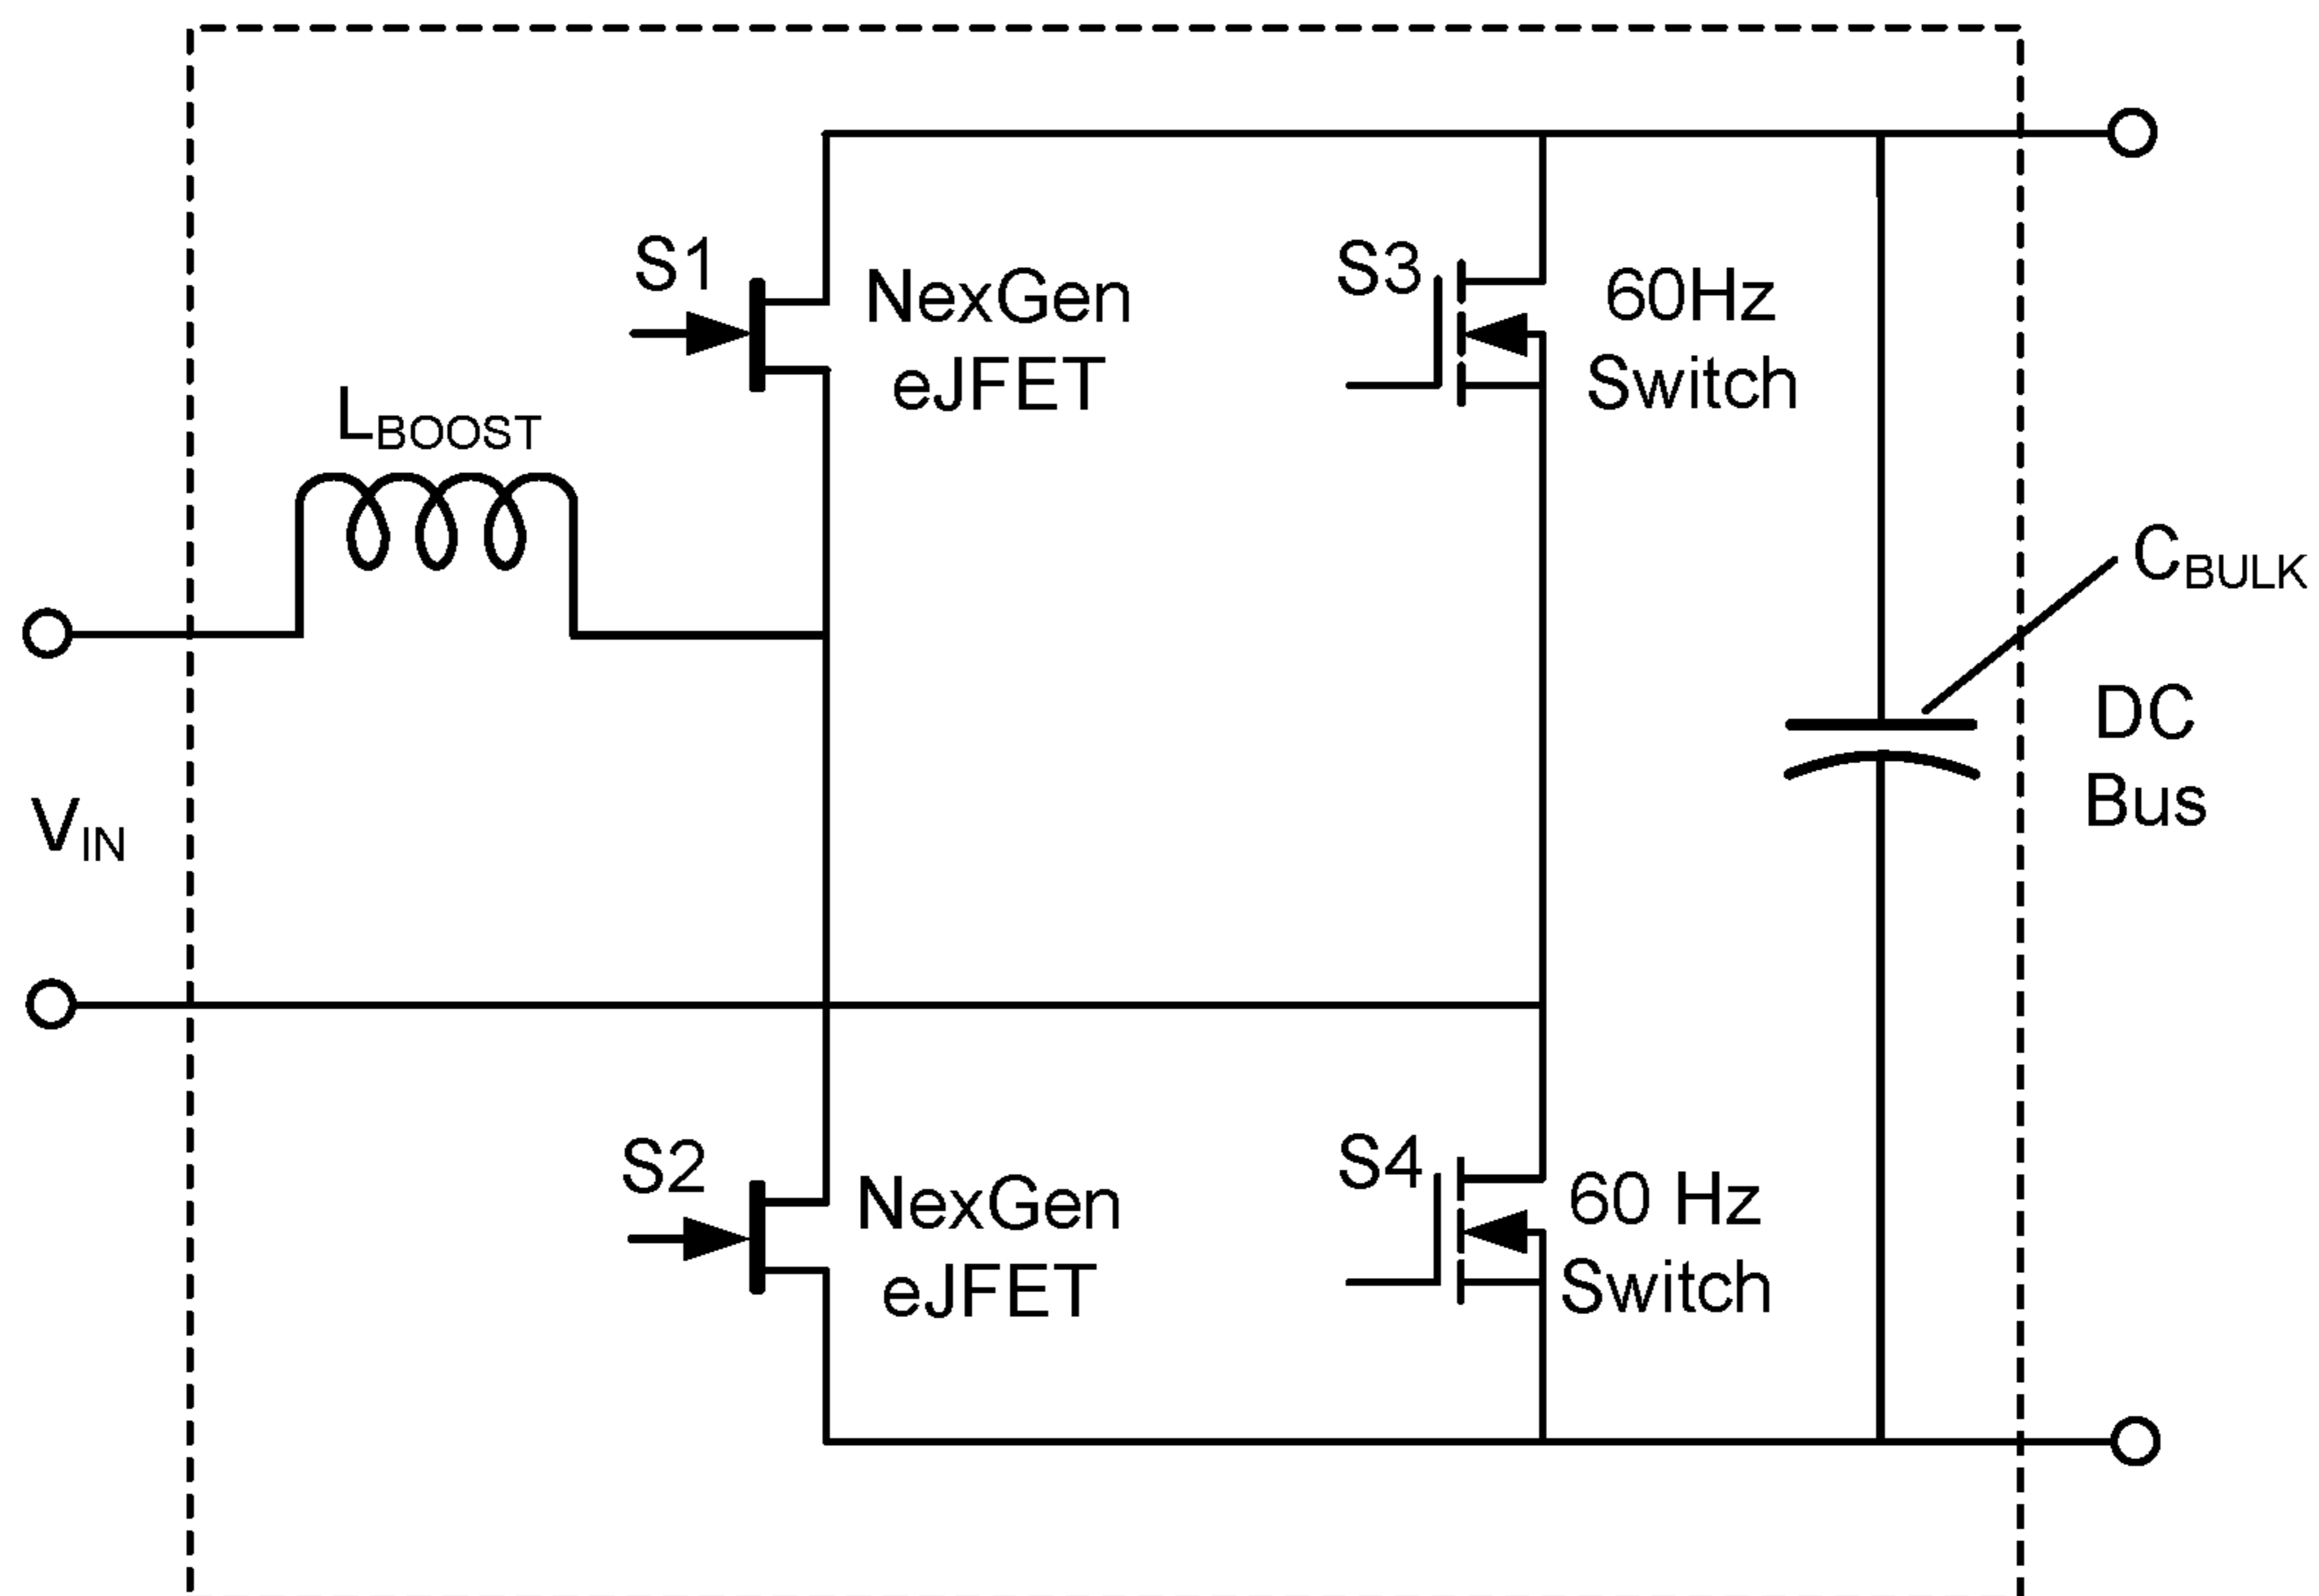 S1
NexGen
eJFET
S3
60Hz
Switch
LBOOST
CBULK
DC
Bus
VIN
S2
NexGen
eJFET
S4
60 Hz
Switch